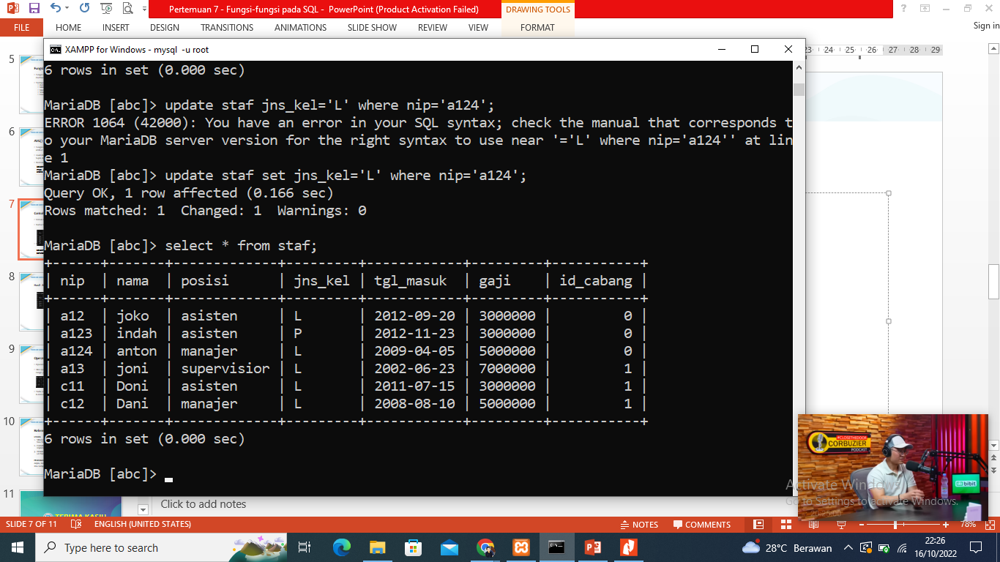 Pertemuan 7 - Fungsi-fungsi pada SQL - PowerPoint (Product Activation Failed)
DRAWING TOOLS
FILE HOME INSERT DESIGN TRANSITIONS ANIMATIONS SLIDE SHOW REVIEW VIEW FORMAT
Sign in
XAMPP for Windows - mysql -u root
23 24 25 26 27 28 29
5
6
7
8
9
10
11
6 rows in set (0.000 sec)
MariaDB [abc]> update staf jns_kel='L' where nip='a124';
ERROR 1064 (42000): You have an error in your SQL syntax; check the manual that corresponds t
o your MariaDB server version for the right syntax to use near '='L' where nip='a124'' at lin
e 1
MariaDB [abc]> update staf set jns_kel='L' where nip='a124';
Query OK, 1 row affected (0.166 sec)
Rows matched: 1  Changed: 1  Warnings: 0
MariaDB [abc]> select * from staf;
+------+-------+-------------+---------+------------+---------+-----------+
| nip  | nama  | posisi      | jns_kel | tgl_masuk  | gaji    | id_cabang |
+------+-------+-------------+---------+------------+---------+-----------+
| a12  | joko  | asisten     | L       | 2012-09-20 | 3000000 |         0 |
| a123 | indah | asisten     | P       | 2012-11-23 | 3000000 |         0 |
| a124 | anton | manajer     | L       | 2009-04-05 | 5000000 |         0 |
| a13  | joni  | supervisior | L       | 2002-06-23 | 7000000 |         1 |
| c11  | Doni  | asisten     | L       | 2011-07-15 | 3000000 |         1 |
| c12  | Dani  | manajer     | L       | 2008-08-10 | 5000000 |         1 |
+------+-------+-------------+---------+------------+---------+-----------+
6 rows in set (0.000 sec)
MariaDB [abc]>
#CLOSETHEDOOR
CORBUZIER
PODCAST
bibit
Activate Windows
Go to Settings to activate Windows.
TERIMA KASIH
Click to add notes
SLIDE 7 OF 11 ENGLISH (UNITED STATES) NOTES COMMENTS 78%
Type here to search
28°C Berawan
22:26
16/10/2022